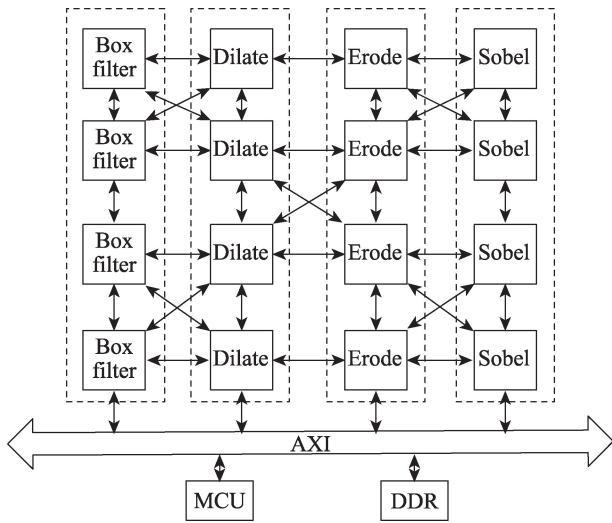 Box
filter
Dilate
Erode
Sobel
Box
filter
Dilate
Erode
Sobel
Box
filter
Dilate
Erode
Sobel
Box
filter
Dilate
Erode
Sobel
AXI
MCU
DDR